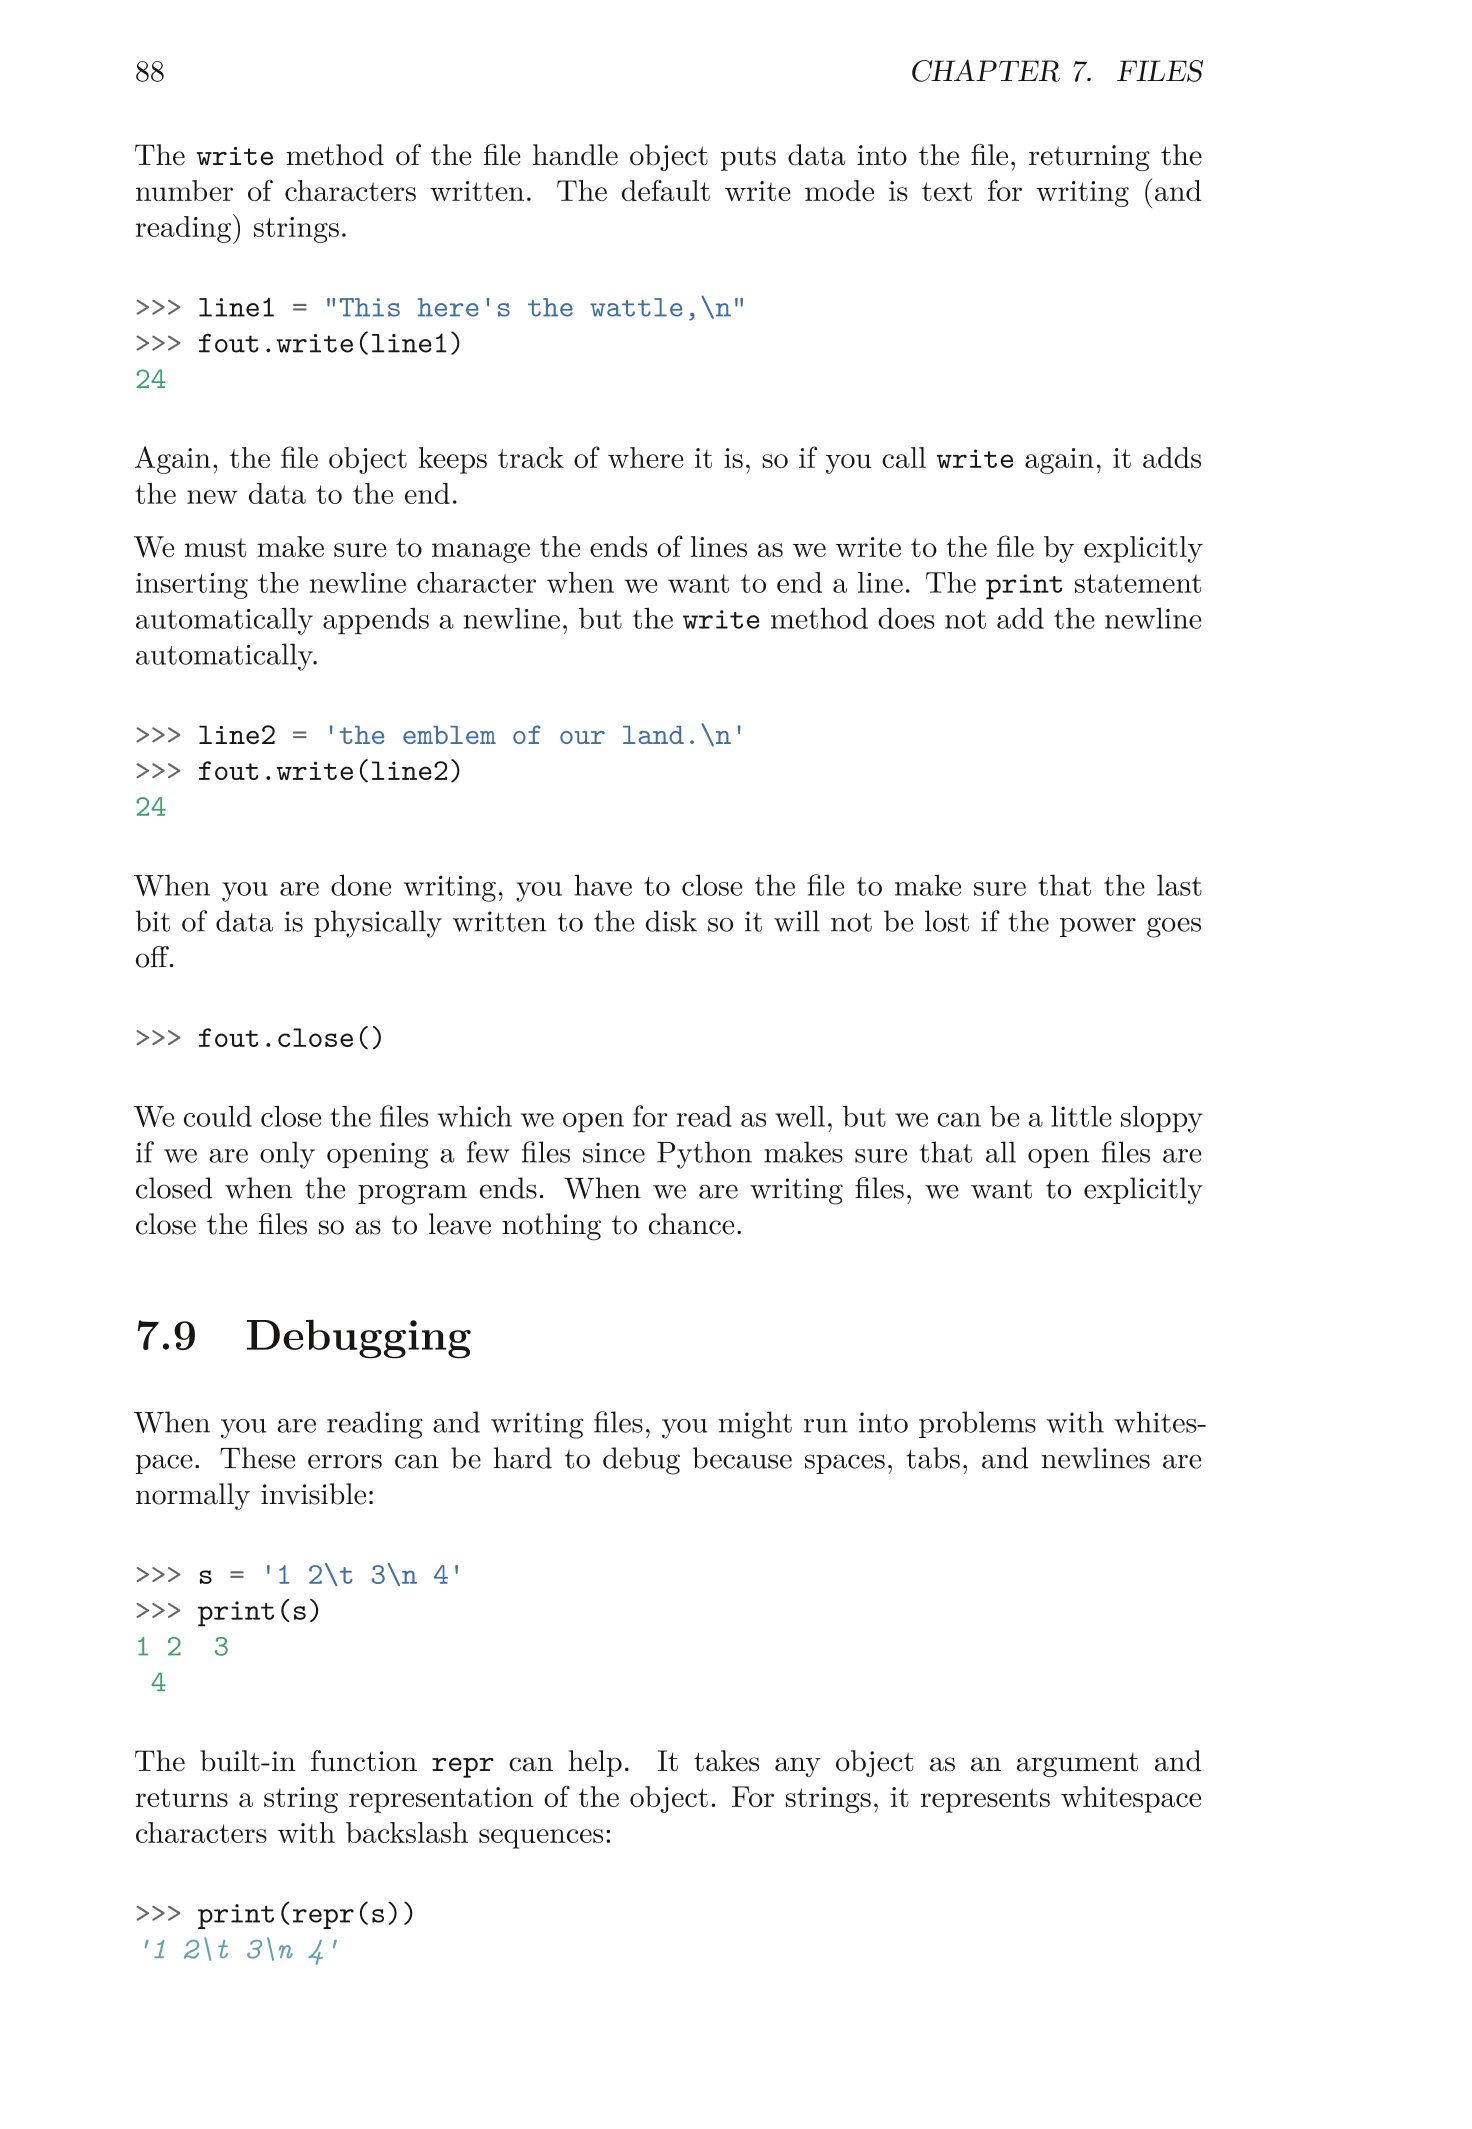 88 CHAPTER 7. FILES
The write method of the file handle object puts data into the file, returning the
number of characters written. The default write mode is text for writing (and
reading) strings.
>>> line1 = "This here's the wattle,\n"
>>> fout.write(line1)
24
Again, the file object keeps track of where it is, so if you call write again, it adds
the new data to the end.
We must make sure to manage the ends of lines as we write to the file by explicitly
inserting the newline character when we want to end a line. The print statement
automatically appends a newline, but the write method does not add the newline
automatically.
>>> line2 = 'the emblem of our land.\n'
>>> fout.write(line2)
24
When you are done writing, you have to close the file to make sure that the last
bit of data is physically written to the disk so it will not be lost if the power goes
off.
>>> fout.close()
We could close the files which we open for read as well, but we can be a little sloppy
if we are only opening a few files since Python makes sure that all open files are
closed when the program ends. When we are writing files, we want to explicitly
close the files so as to leave nothing to chance.
7.9 Debugging
When you are reading and writing files, you might run into problems with whites-
pace. These errors can be hard to debug because spaces, tabs, and newlines are
normally invisible:
>>> s = '1 2\t 3\n 4'
>>> print(s)
1 2  3
 4
The built-in function repr can help. It takes any object as an argument and
returns a string representation of the object. For strings, it represents whitespace
characters with backslash sequences:
>>> print(repr(s))
'1 2\t 3\n 4'